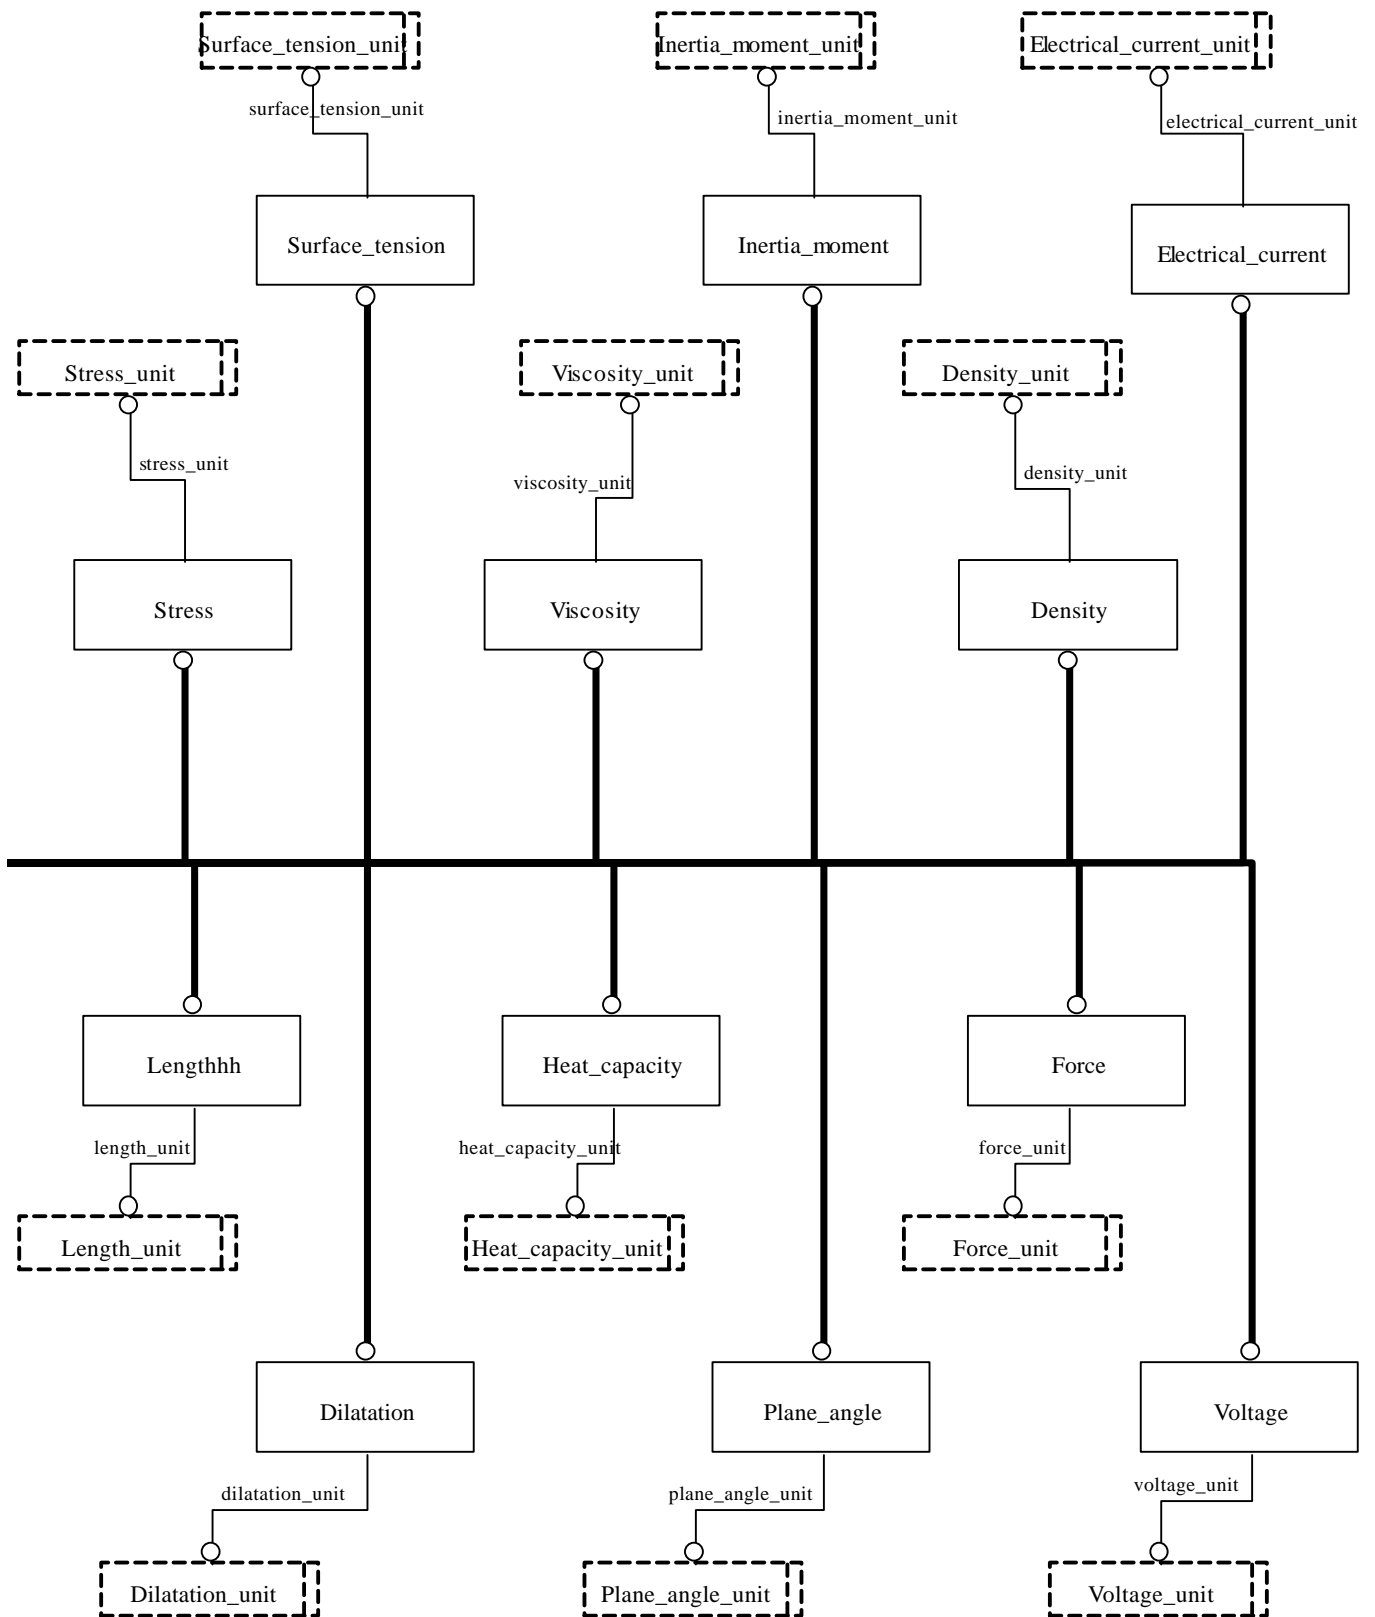 Surface_tension_unit
Inertia_moment_unit
Electrical_current_unit
surface_tension_unit
inertia_moment_unit
electrical_current_unit
Surface_tension
Inertia_moment
Electrical_current
Stress_unit
Viscosity_unit
Density_unit
stress_unit
viscosity_unit
density_unit
Stress
Viscosity
Density
Lengthhh
Heat_capacity
Force
length_unit
heat_capacity_unit
force_unit
Length_unit
Heat_capacity_unit
Force_unit
Dilatation
Plane_angle
Voltage
dilatation_unit
plane_angle_unit
voltage_unit
Dilatation_unit
Plane_angle_unit
Voltage_unit